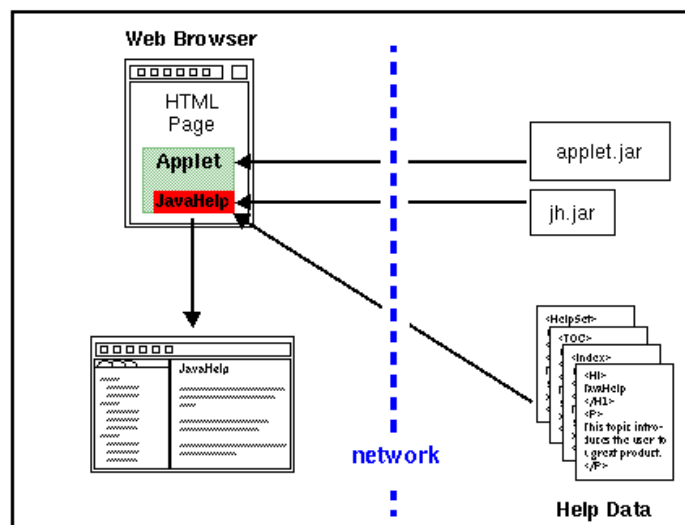 Web Browser
HTML
Page
Applet
JavaHelp
applet.jar
jh.jar
JavaHelp
<HelpSet>
<TOC>
<Index>
<H1>
JavaHelp
</H1>
<P>
This topic intro-
duces the user to
a great product.
</P>
network
Help Data